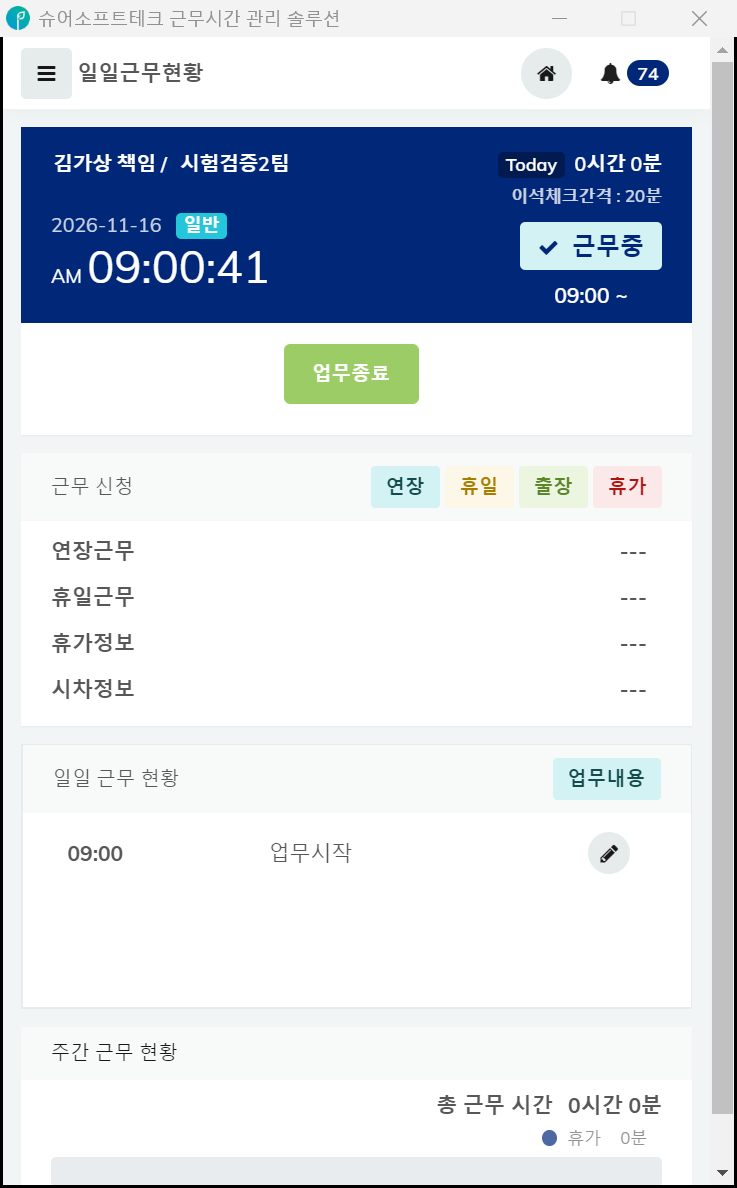 슈어소프트테크 근무시간 관리 솔루션
일일근무현황
74
김가상 책임 / 시험검증2팀
Today 0시간 0분
이석체크간격 : 20분
2026-11-16 일반
AM 09:00:41
근무중
09:00 ~
업무종료
근무 신청
연장 휴일 출장 휴가
연장근무 ---
휴일근무 ---
휴가정보 ---
시차정보 ---
일일 근무 현황 업무내용
09:00 업무시작
주간 근무 현황
총 근무 시간 0시간 0분
휴가 0분